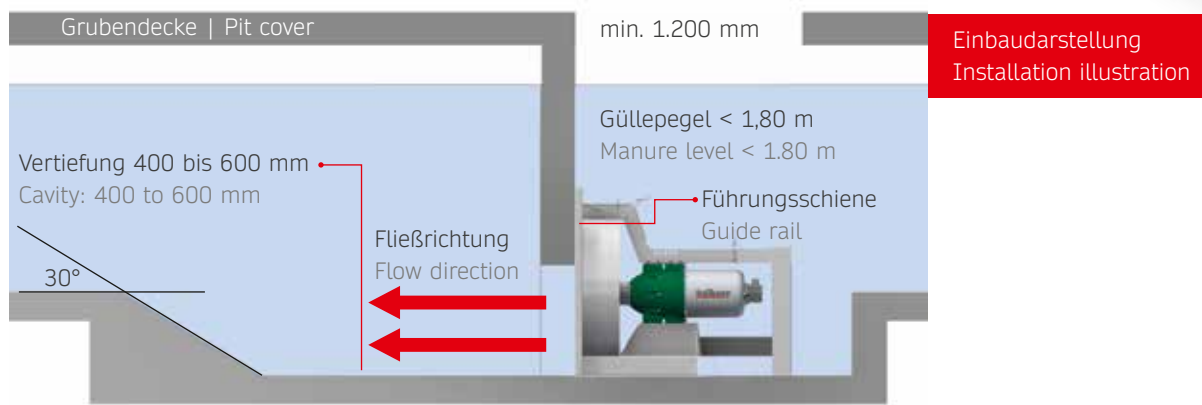 Grubendecke | Pit cover
min. 1.200 mm
Einbaudarstellung
Installation illustration
Güllepegel < 1,80 m
Manure level < 1.80 m
Vertiefung 400 bis 600 mm
Cavity: 400 to 600 mm
Führungsschiene
Guide rail
Fließrichtung
Flow direction
30°